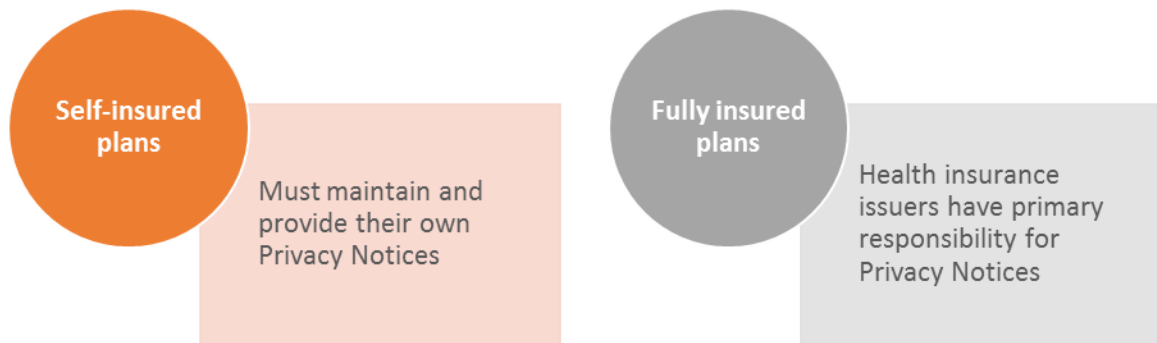 Self-insured
plans
Must maintain and
provide their own
Privacy Notices
Fully insured
plans
Health insurance
issuers have primary
responsibility for
Privacy Notices